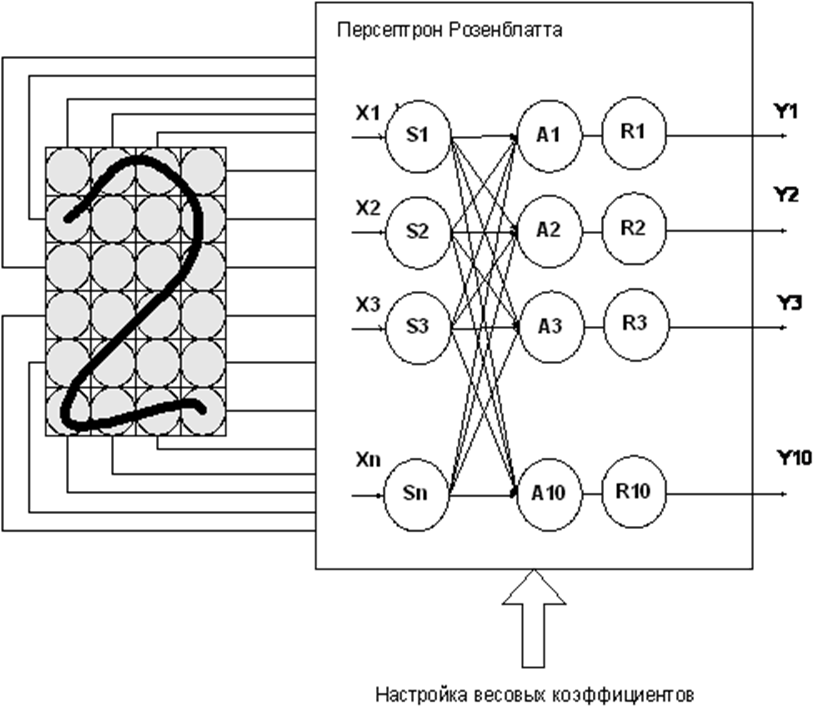 Персептрон Розенблатта
X1 S1 A1 R1 Y1
X2 S2 A2 R2 Y2
X3 S3 A3 R3 Y3
Xn Sn A10 R10 Y10
2
Настройка весовых коэффициентов